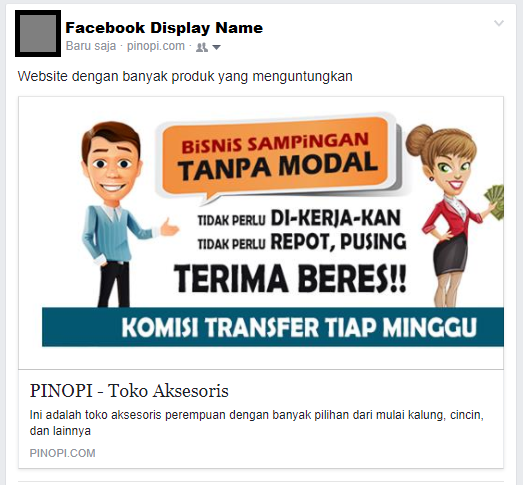 Facebook Display Name
Baru saja · pinopi.com ·
Website dengan banyak produk yang menguntungkan
BiSNiS SAMPiNGAN
TANPA MODAL
TIDAK PERLU DI-KERJA-KAN
TIDAK PERLU REPOT, PUSING
TERIMA BERES!!
KOMISI TRANSFER TIAP MINGGU
PINOPI - Toko Aksesoris
Ini adalah toko aksesoris perempuan dengan banyak pilihan dari mulai kalung, cincin,
dan lainnya
PINOPI.COM